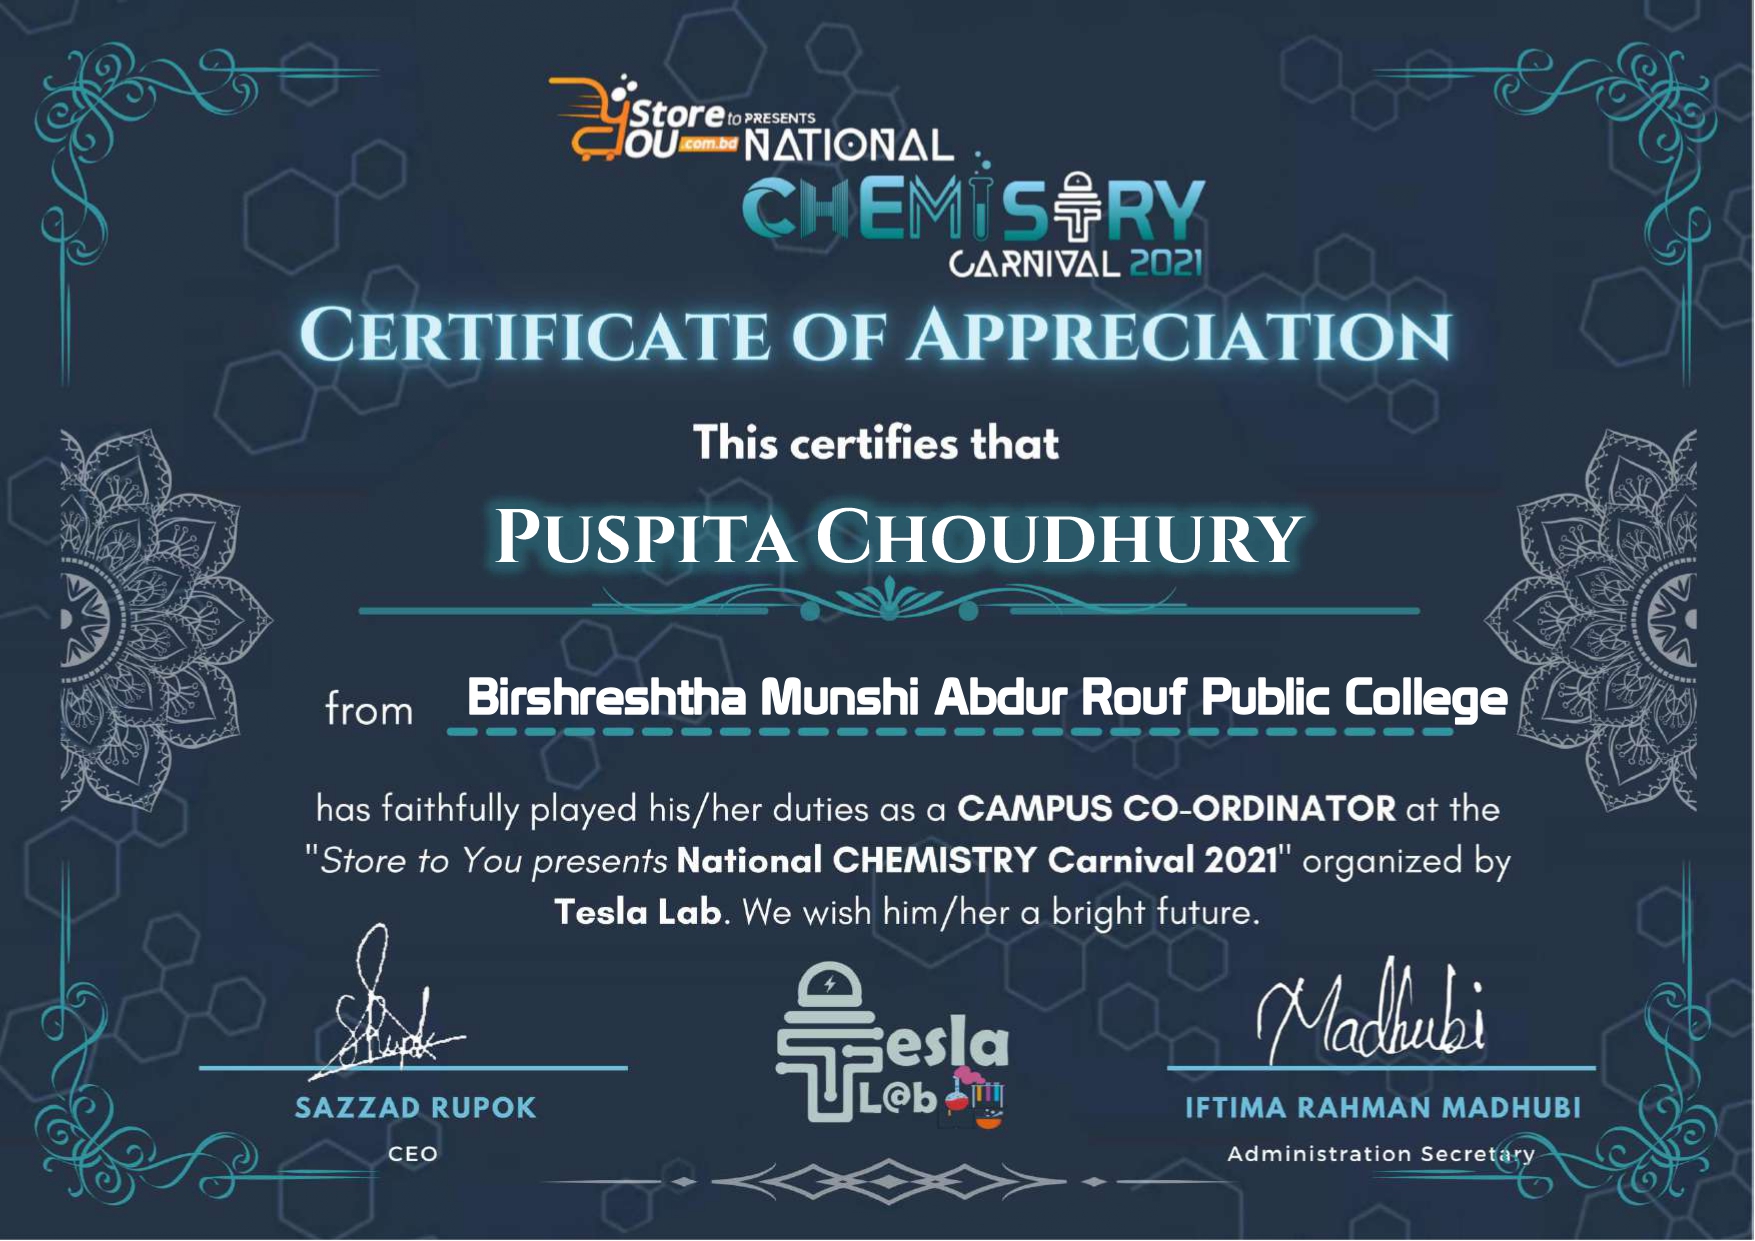 Store to PRESENTS
YOU .com.bd NATIONAL
CHEMISTRY
CARNIVAL 2021
CERTIFICATE OF APPRECIATION
This certifies that
PUSPITA CHOUDHURY
from Birshreshtha Munshi Abdur Rouf Public College
has faithfully played his/her duties as a CAMPUS CO-ORDINATOR at the
"Store to You presents National CHEMISTRY Carnival 2021" organized by
Tesla Lab. We wish him/her a bright future.
Srupok
Madhubi
Tesla
L@b
SAZZAD RUPOK
IFTIMA RAHMAN MADHUBI
CEO
Administration Secretary